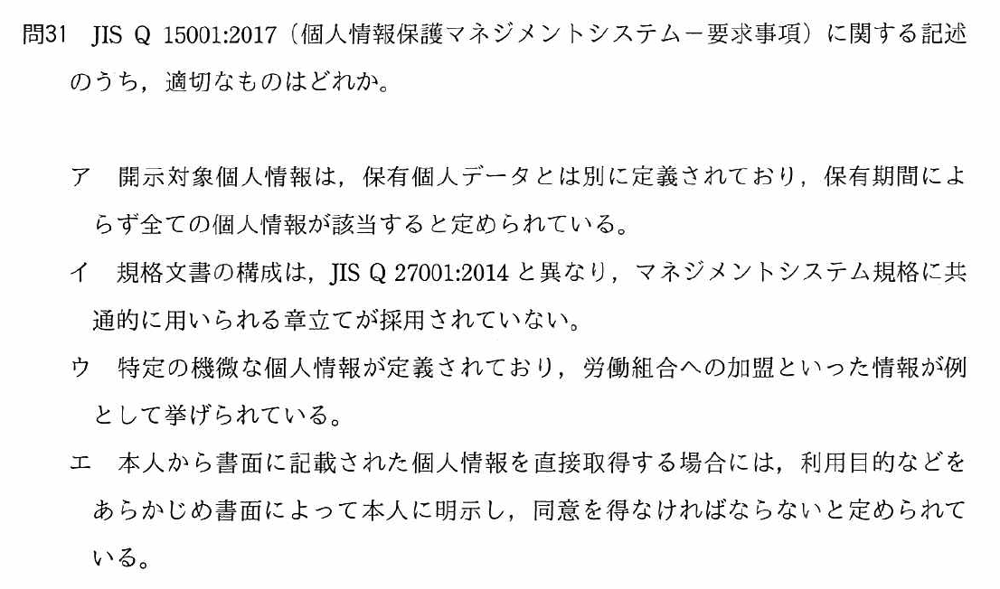 問31 JIS Q 15001:2017（個人情報保護マネジメントシステム－要求事項）に関する記述
のうち，適切なものはどれか。
ア 開示対象個人情報は，保有個人データとは別に定義されており，保有期間によ
らず全ての個人情報が該当すると定められている。
イ 規格文書の構成は，JIS Q 27001:2014 と異なり，マネジメントシステム規格に共
通的に用いられる章立てが採用されていない。
ウ 特定の機微な個人情報が定義されており，労働組合への加盟といった情報が例
として挙げられている。
エ 本人から書面に記載された個人情報を直接取得する場合には，利用目的などを
あらかじめ書面によって本人に明示し，同意を得なければならないと定められて
いる。